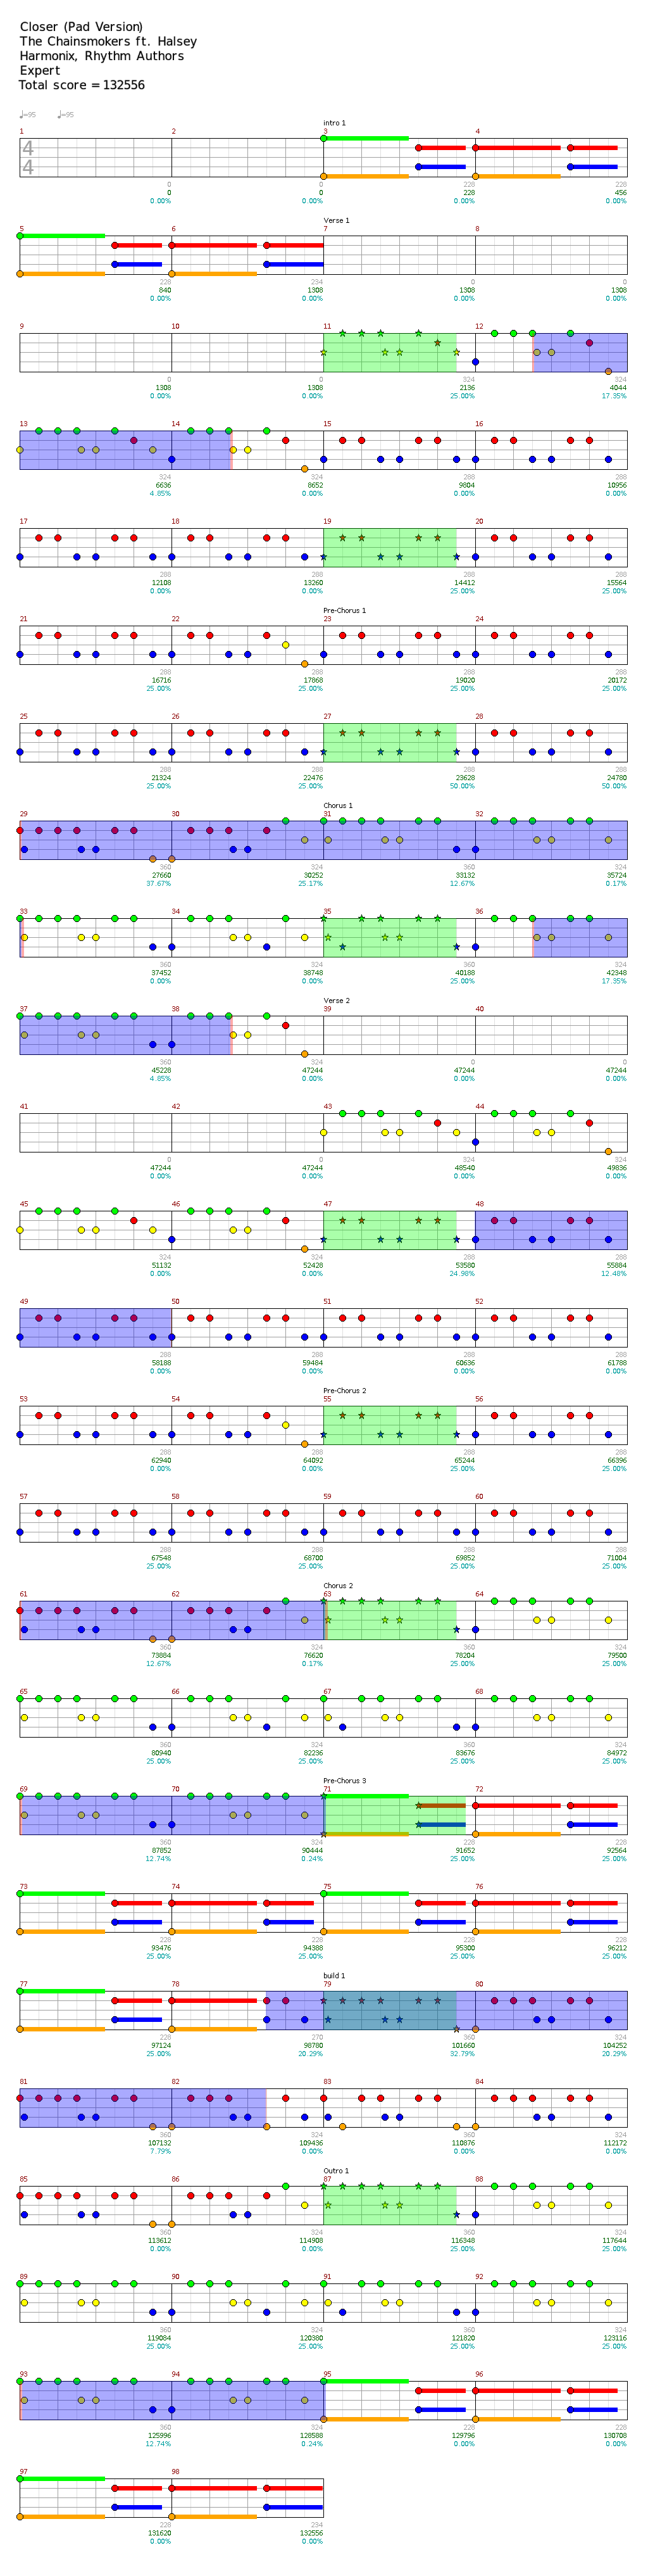 Closer (Pad Version)
The Chainsmokers ft. Halsey
Harmonix, Rhythm Authors
Expert
Total score = 132556
♩=95 ♩=95
intro 1
1 2 3 4
4
4
0 0 228 228
0 0 228 456
0.00% 0.00% 0.00% 0.00%
Verse 1
5 6 7 8
228 234 0 0
840 1308 1308 1308
0.00% 0.00% 0.00% 0.00%
9 10 11 12
0 0 324 324
1308 1308 2136 4044
0.00% 0.00% 25.00% 17.35%
13 14 15 16
324 324 288 288
6636 8652 9804 10956
4.85% 0.00% 0.00% 0.00%
17 18 19 20
288 288 288 288
12108 13260 14412 15564
0.00% 0.00% 25.00% 25.00%
Pre-Chorus 1
21 22 23 24
288 288 288 288
16716 17868 19020 20172
25.00% 25.00% 25.00% 25.00%
25 26 27 28
288 288 288 288
21324 22476 23628 24780
25.00% 25.00% 50.00% 50.00%
Chorus 1
29 30 31 32
360 324 360 324
27660 30252 33132 35724
37.67% 25.17% 12.67% 0.17%
33 34 35 36
360 324 360 324
37452 38748 40188 42348
0.00% 0.00% 25.00% 17.35%
Verse 2
37 38 39 40
360 324 0 0
45228 47244 47244 47244
4.85% 0.00% 0.00% 0.00%
41 42 43 44
0 0 324 324
47244 47244 48540 49836
0.00% 0.00% 0.00% 0.00%
45 46 47 48
324 324 288 288
51132 52428 53580 55884
0.00% 0.00% 24.98% 12.48%
49 50 51 52
288 288 288 288
58188 59484 60636 61788
0.00% 0.00% 0.00% 0.00%
Pre-Chorus 2
53 54 55 56
288 288 288 288
62940 64092 65244 66396
0.00% 0.00% 25.00% 25.00%
57 58 59 60
288 288 288 288
67548 68700 69852 71004
25.00% 25.00% 25.00% 25.00%
Chorus 2
61 62 63 64
360 324 360 324
73884 76620 78204 79500
12.67% 0.17% 25.00% 25.00%
65 66 67 68
360 324 360 324
80940 82236 83676 84972
25.00% 25.00% 25.00% 25.00%
Pre-Chorus 3
69 70 71 72
360 324 228 228
87852 90444 91652 92564
12.74% 0.24% 25.00% 25.00%
73 74 75 76
228 228 228 228
93476 94388 95300 96212
25.00% 25.00% 25.00% 25.00%
build 1
77 78 79 80
228 270 360 324
97124 98780 101660 104252
25.00% 20.29% 32.79% 20.29%
81 82 83 84
360 324 360 324
107132 109436 110876 112172
7.79% 0.00% 0.00% 0.00%
Outro 1
85 86 87 88
360 324 360 324
113612 114908 116348 117644
0.00% 0.00% 25.00% 25.00%
89 90 91 92
360 324 360 324
119084 120380 121820 123116
25.00% 25.00% 25.00% 25.00%
93 94 95 96
360 324 228 228
125996 128588 129796 130708
12.74% 0.24% 0.00% 0.00%
97 98
228 234
131620 132556
0.00% 0.00%